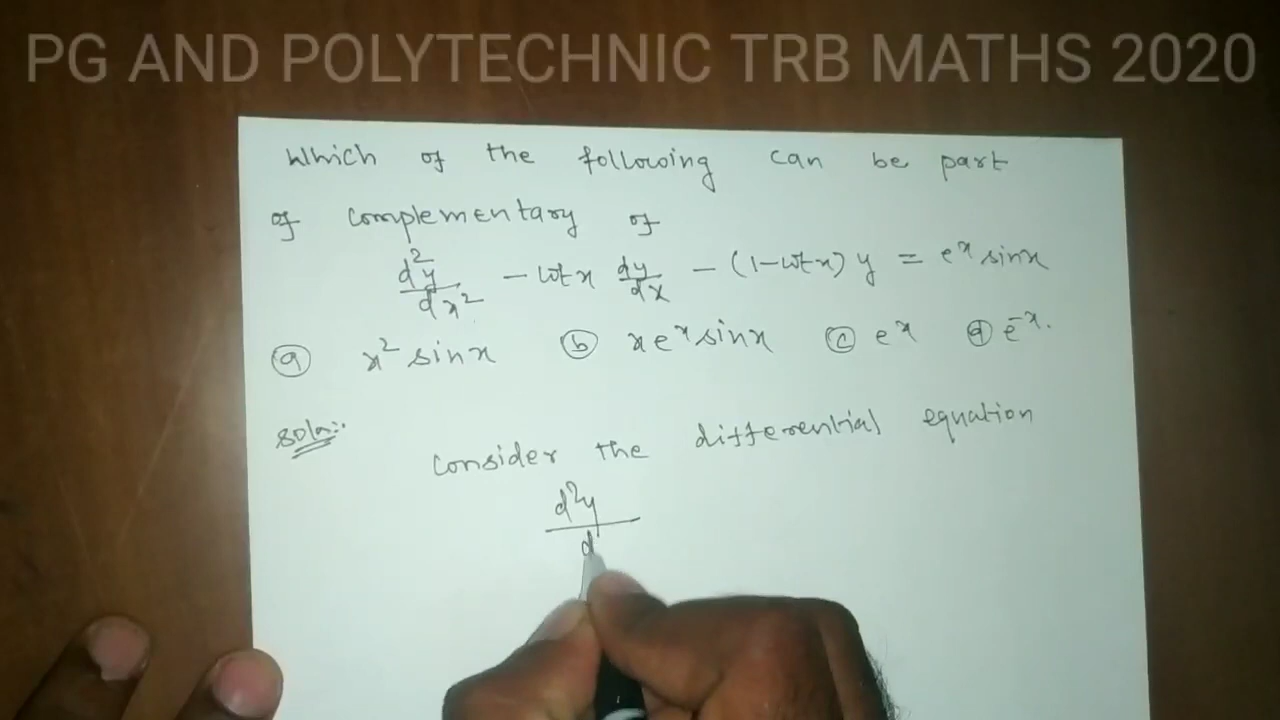 PG AND POLYTECHNIC TRB MATHS 2020
Which of the following can be part
of complementary of
d²y/dx² - cot x dy/dx - (1-cot x) y = eˣ sin x
(a) x² sin x (b) x eˣ sin x (c) eˣ (d) e⁻ˣ.
Soln:-
Consider the differential equation
d²y/d